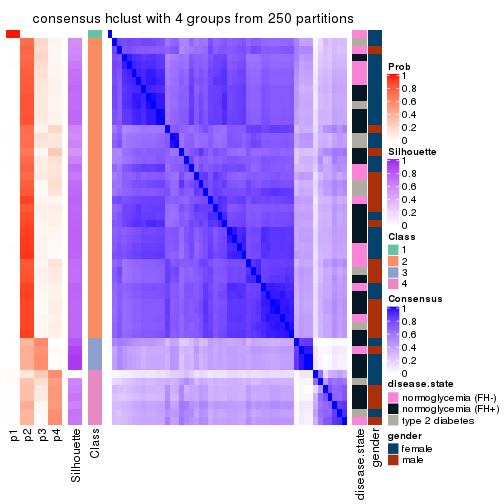 consensus hclust with 4 groups from 250 partitions
Prob
1
0.8
0.6
0.4
0.2
0
Silhouette
1
0.8
0.6
0.4
0.2
0
Class
1
2
3
4
Consensus
1
0.8
0.6
0.4
0.2
0
disease.state
normoglycemia (FH-)
normoglycemia (FH+)
type 2 diabetes
gender
female
male
p1
p2
p3
p4
Silhouette
Class
disease.state
gender